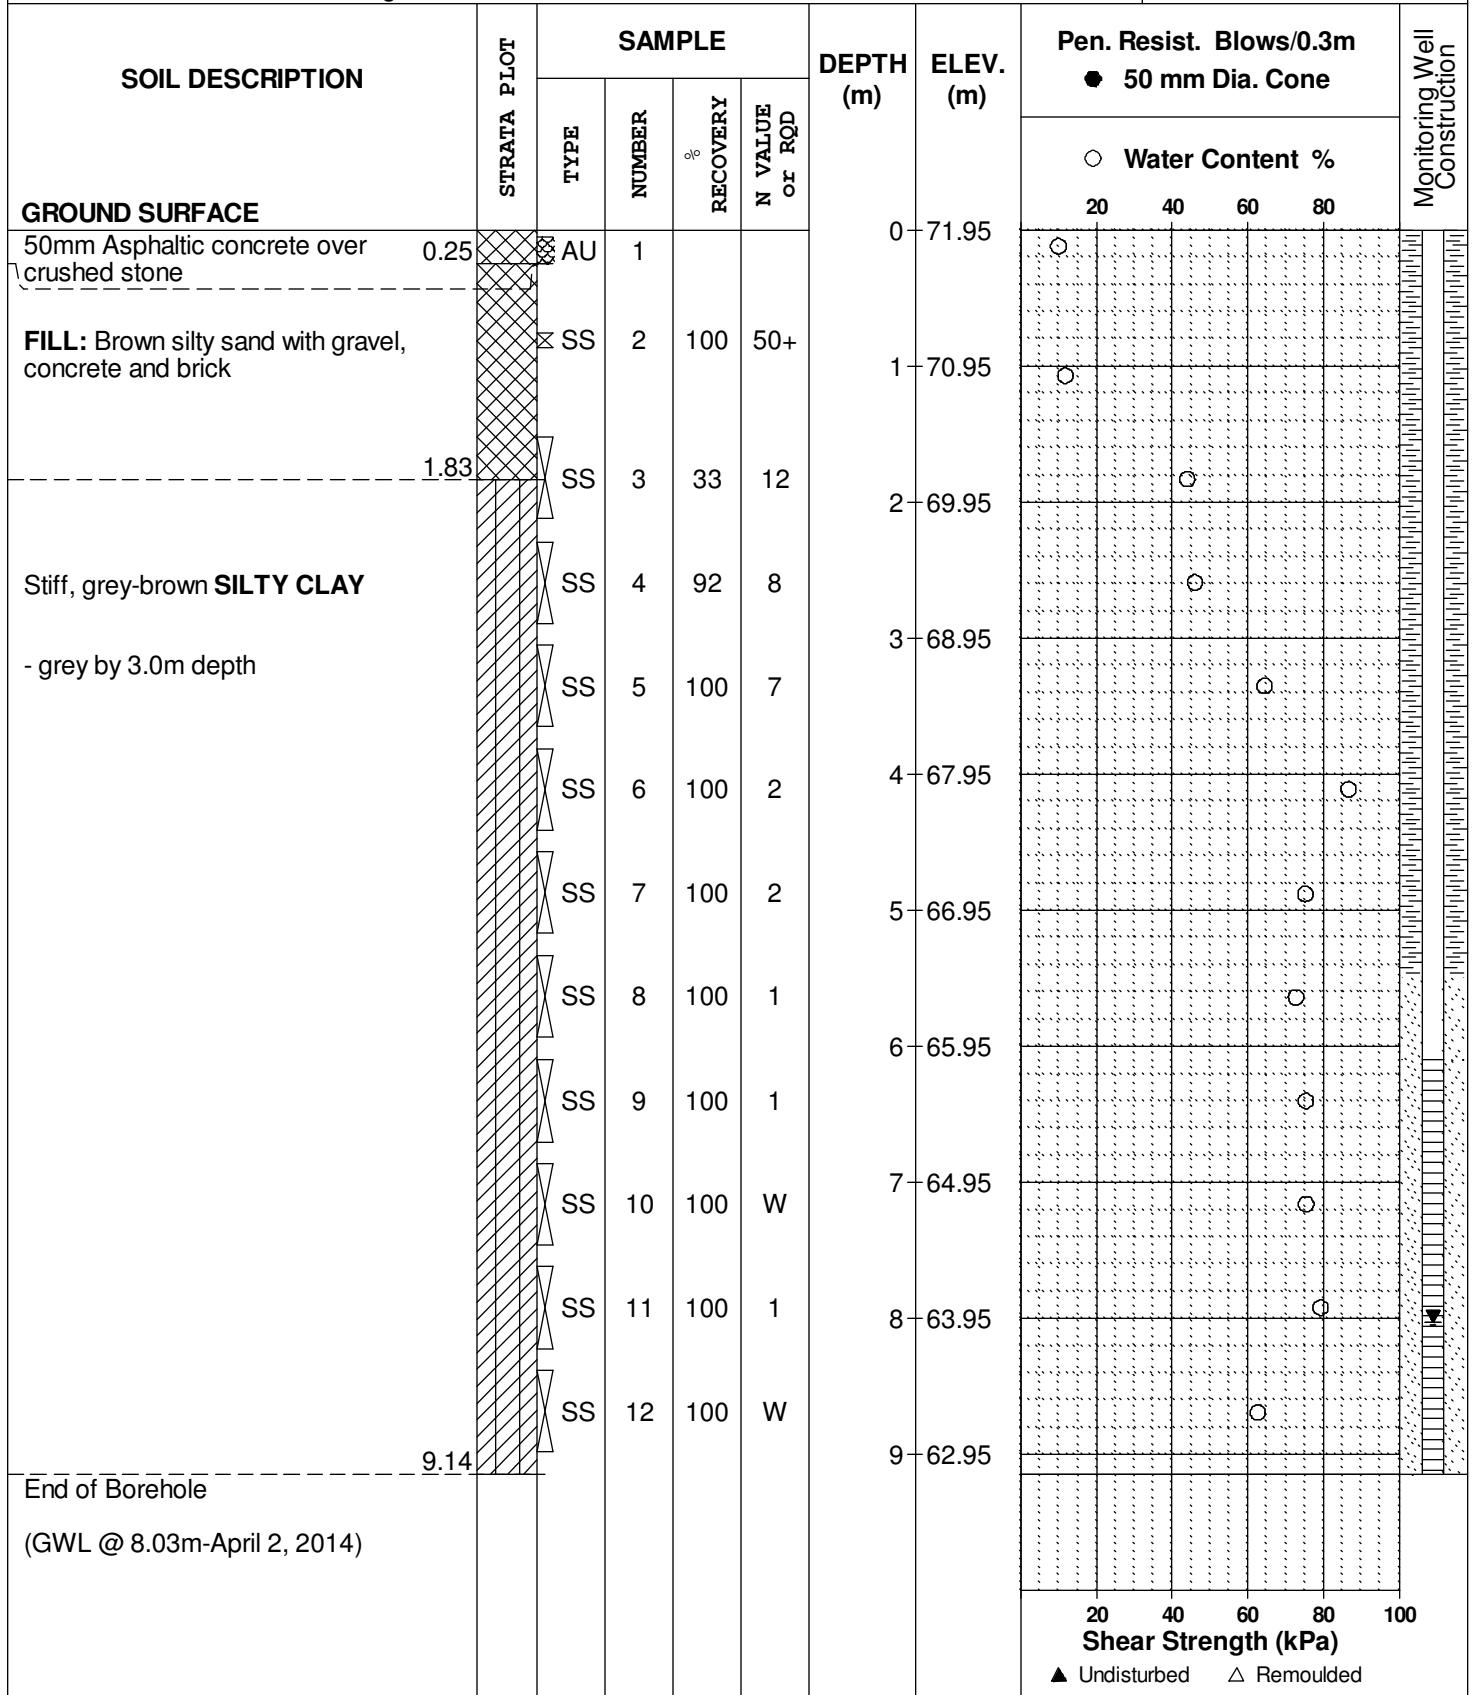 SOIL DESCRIPTION
STRATA PLOT
SAMPLE
TYPE
NUMBER
% RECOVERY
N VALUE or RQD
DEPTH (m)
ELEV. (m)
Pen. Resist. Blows/0.3m
● 50 mm Dia. Cone
○ Water Content %
Monitoring Well Construction
20 40 60 80
GROUND SURFACE
0 71.95
50mm Asphaltic concrete over 0.25 AU 1
crushed stone
FILL: Brown silty sand with gravel, SS 2 100 50+
concrete and brick
1 70.95
1.83
SS 3 33 12
2 69.95
Stiff, grey-brown SILTY CLAY SS 4 92 8
3 68.95
- grey by 3.0m depth
SS 5 100 7
4 67.95
SS 6 100 2
SS 7 100 2
5 66.95
SS 8 100 1
6 65.95
SS 9 100 1
7 64.95
SS 10 100 W
SS 11 100 1
8 63.95
SS 12 100 W
9 62.95
9.14
End of Borehole
(GWL @ 8.03m-April 2, 2014)
20 40 60 80 100
Shear Strength (kPa)
▲ Undisturbed △ Remoulded